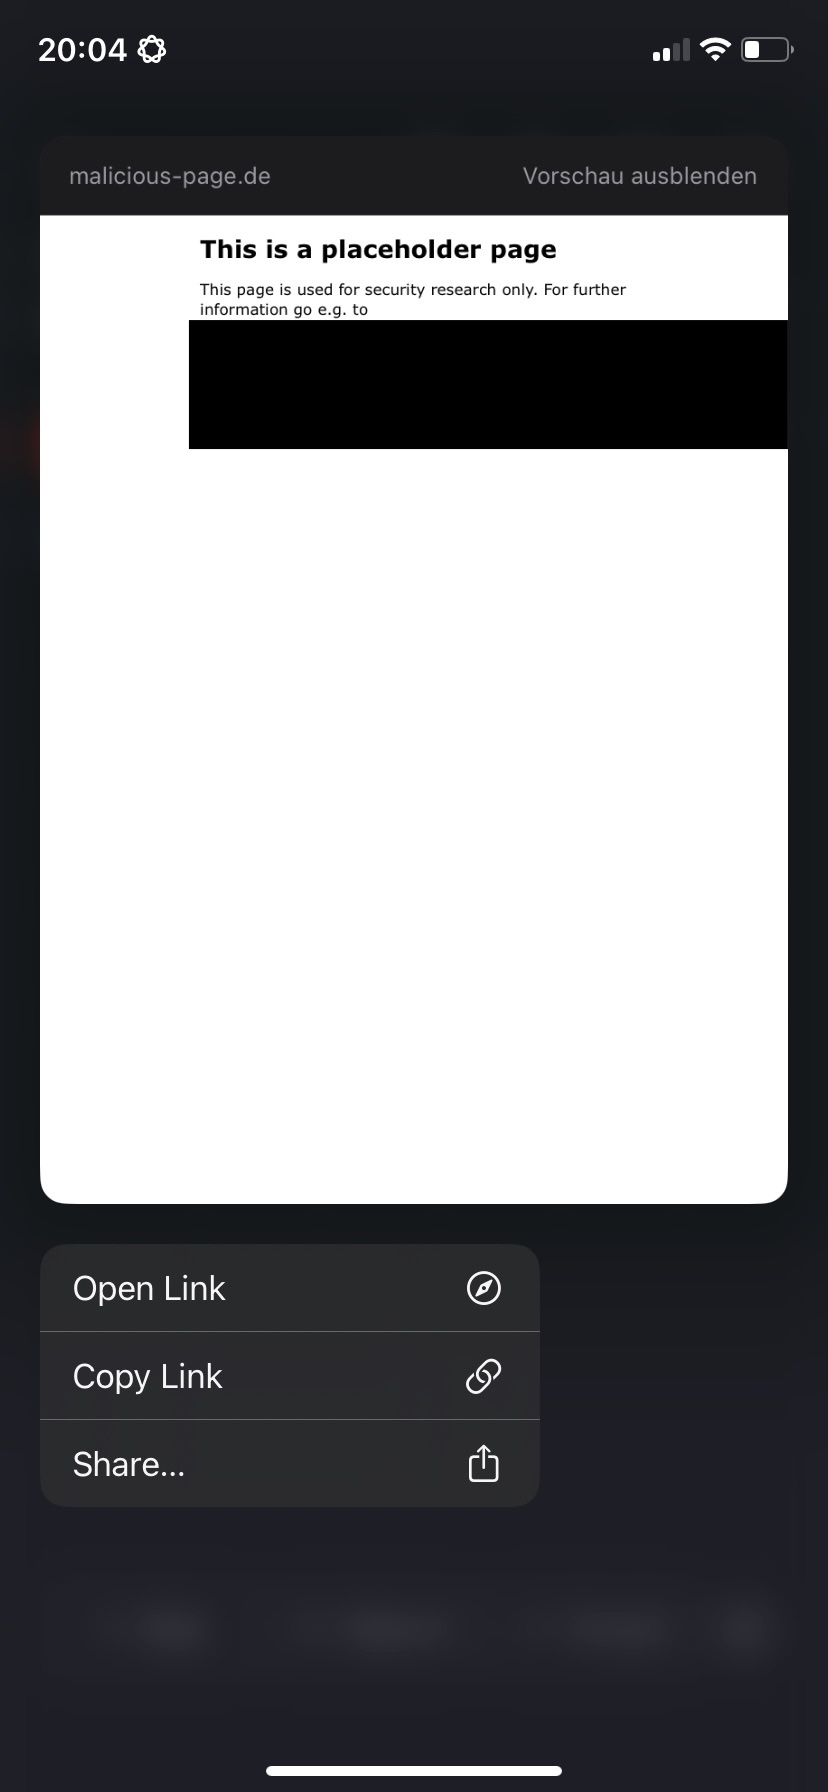 20:04
malicious-page.de
Vorschau ausblenden
This is a placeholder page
This page is used for security research only. For further
information go e.g. to
Open Link
Copy Link
Share...